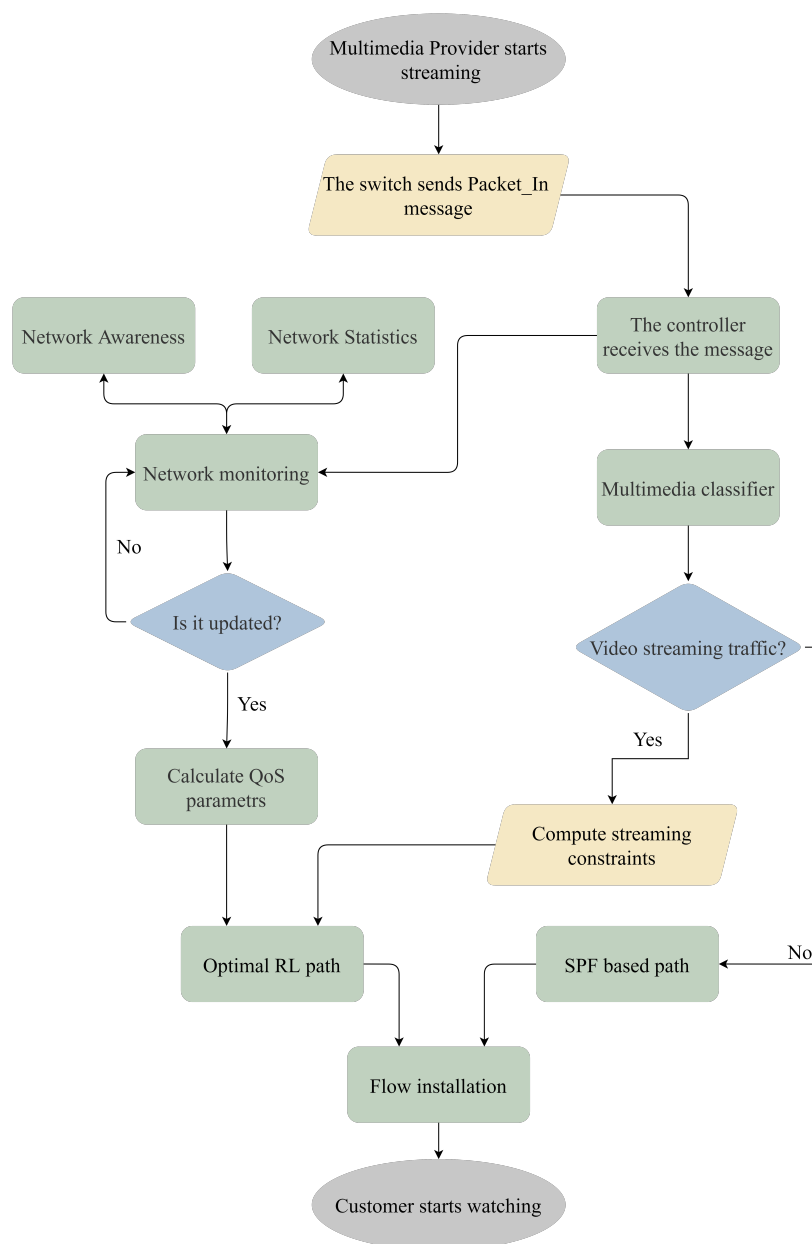 Multimedia Provider starts
streaming
The switch sends Packet_In
message
Network Awareness
Network Statistics
The controller
receives the message
Network monitoring
Multimedia classifier
No
Is it updated?
Video streaming traffic?
Yes
Yes
Calculate QoS
parametrs
Compute streaming
constraints
Optimal RL path
SPF based path
No
Flow installation
Customer starts watching